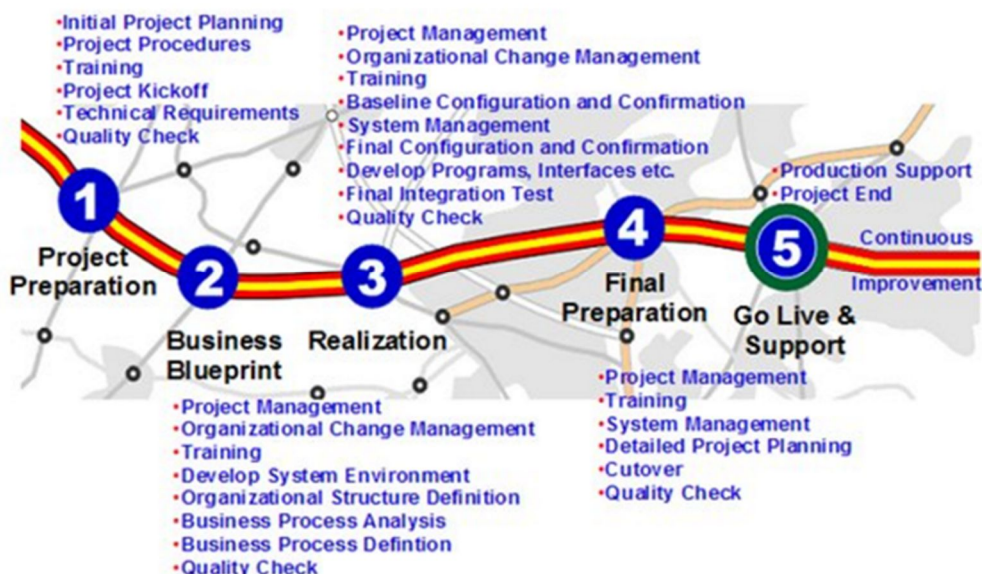 •Initial Project Planning
•Project Procedures
•Training
•Project Kickoff
•Technical Requirements
•Quality Check
1
Project
Preparation
2
Business
Blueprint
•Project Management
•Organizational Change Management
•Training
•Develop System Environment
•Organizational Structure Definition
•Business Process Analysis
•Business Process Defintion
•Quality Check
•Project Management
•Organizational Change Management
•Training
•Baseline Configuration and Confirmation
•System Management
•Final Configuration and Confirmation
•Develop Programs, Interfaces etc.
•Final Integration Test
•Quality Check
3
Realization
4
Final
Preparation
•Project Management
•Training
•System Management
•Detailed Project Planning
•Cutover
•Quality Check
•Production Support
•Project End
5
Go Live &
Support
Continuous
Improvement